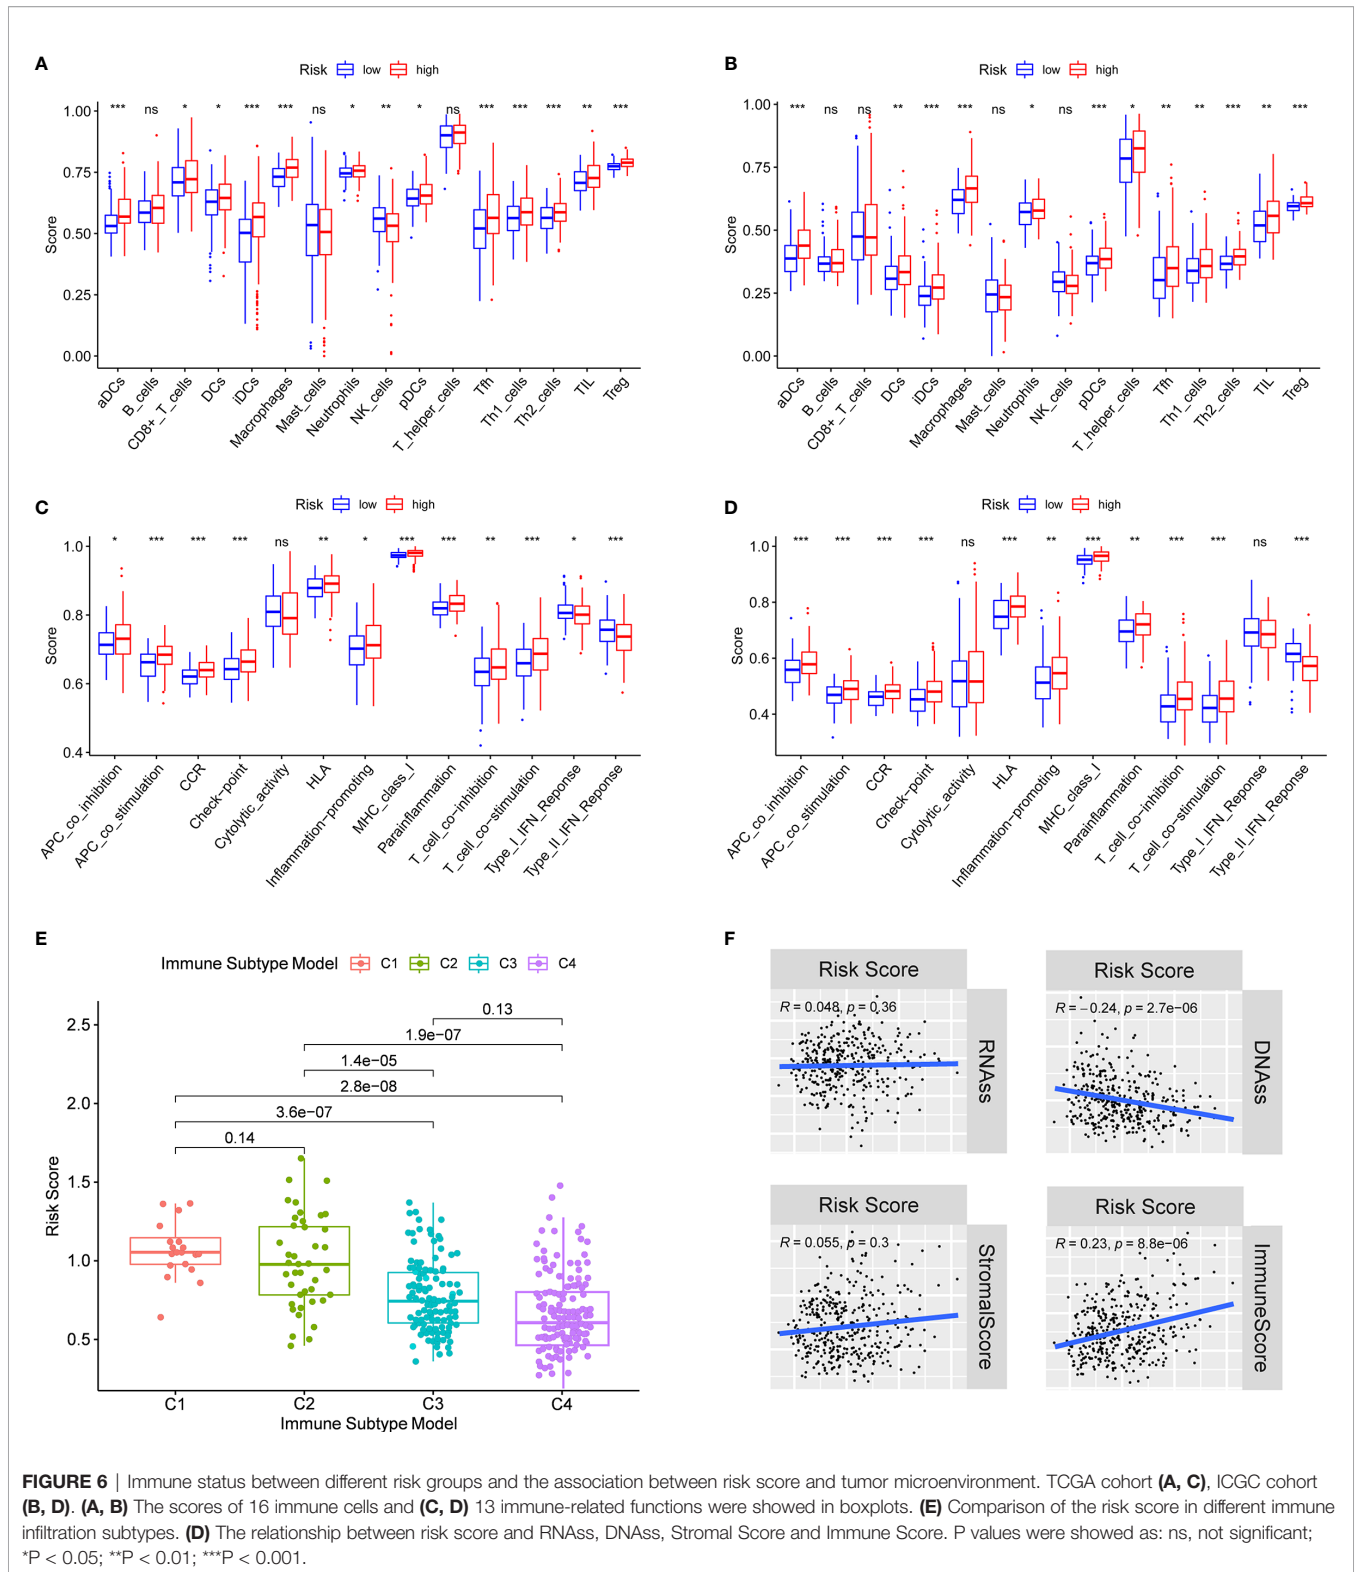 A
Risk low high
*** ns * * *** *** ns * ** * ns *** *** *** ** ***
1.00
0.75
0.50
0.25
0.00
Score
aDCs
B_cells
CD8+_T_cells
DCs
iDCs
Macrophages
Mast_cells
Neutrophils
NK_cells
pDCs
T_helper_cells
Tfh
Th1_cells
Th2_cells
TIL
Treg
B
Risk low high
*** ns ns ** *** *** ns * ns *** * ** ** *** ** ***
1.00
0.75
0.50
0.25
0.00
Score
aDCs
B_cells
CD8+_T_cells
DCs
iDCs
Macrophages
Mast_cells
Neutrophils
NK_cells
pDCs
T_helper_cells
Tfh
Th1_cells
Th2_cells
TIL
Treg
C
Risk low high
* *** *** *** ns ** * *** *** ** *** * ***
1.0
0.8
0.6
0.4
Score
APC_co_inhibition
APC_co_stimulation
CCR
Check−point
Cytolytic_activity
HLA
Inflammation−promoting
MHC_class_I
Parainflammation
T_cell_co−inhibition
T_cell_co−stimulation
Type_I_IFN_Reponse
Type_II_IFN_Reponse
D
Risk low high
*** *** *** *** ns *** ** *** ** *** *** ns ***
1.0
0.8
0.6
0.4
Score
APC_co_inhibition
APC_co_stimulation
CCR
Check−point
Cytolytic_activity
HLA
Inflammation−promoting
MHC_class_I
Parainflammation
T_cell_co−inhibition
T_cell_co−stimulation
Type_I_IFN_Reponse
Type_II_IFN_Reponse
E
Immune Subtype Model C1 C2 C3 C4
2.5
2.0
1.5
1.0
0.5
Risk Score
0.13
1.9e−07
1.4e−05
2.8e−08
3.6e−07
0.14
C1 C2 C3 C4
Immune Subtype Model
F
Risk Score
R = 0.048, p = 0.36
RNAss
Risk Score
R = −0.24, p = 2.7e−06
DNAss
Risk Score
R = 0.055, p = 0.3
StromalScore
Risk Score
R = 0.23, p = 8.8e−06
ImmuneScore
FIGURE 6 | Immune status between different risk groups and the association between risk score and tumor microenvironment. TCGA cohort (A, C), ICGC cohort
(B, D). (A, B) The scores of 16 immune cells and (C, D) 13 immune-related functions were showed in boxplots. (E) Comparison of the risk score in different immune
infiltration subtypes. (D) The relationship between risk score and RNAss, DNAss, Stromal Score and Immune Score. P values were showed as: ns, not significant;
*P < 0.05; **P < 0.01; ***P < 0.001.